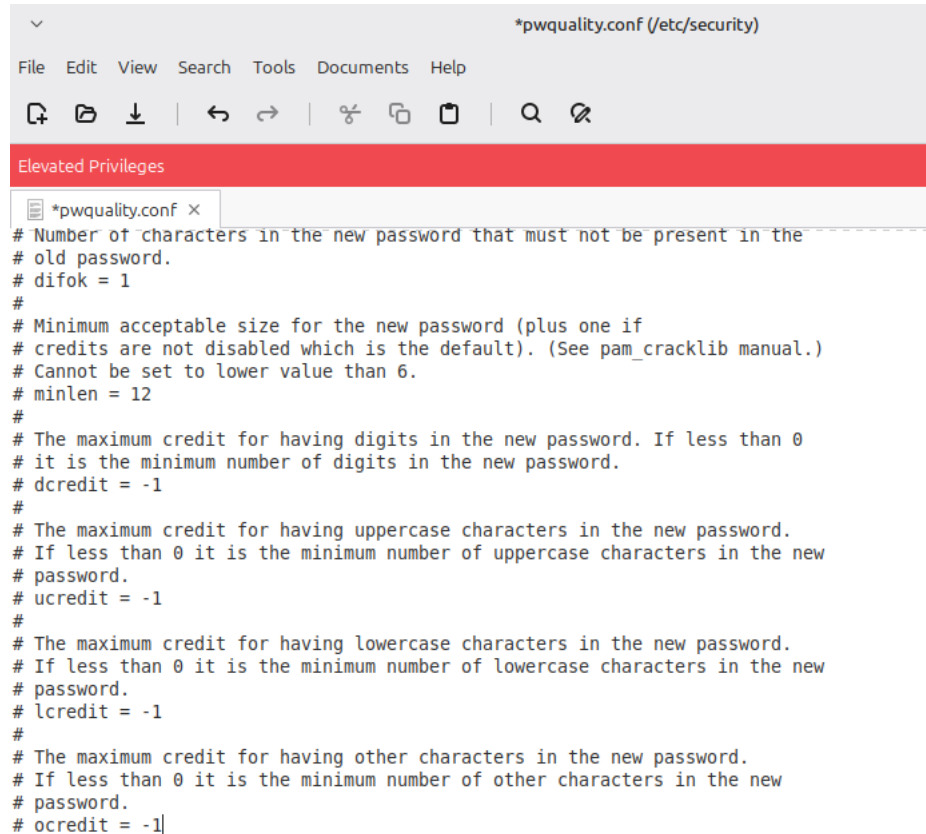 *pwquality.conf (/etc/security)
File Edit View Search Tools Documents Help
Elevated Privileges
*pwquality.conf ×
# Number of characters in the new password that must not be present in the
# old password.
# difok = 1
#
# Minimum acceptable size for the new password (plus one if
# credits are not disabled which is the default). (See pam_cracklib manual.)
# Cannot be set to lower value than 6.
# minlen = 12
#
# The maximum credit for having digits in the new password. If less than 0
# it is the minimum number of digits in the new password.
# dcredit = -1
#
# The maximum credit for having uppercase characters in the new password.
# If less than 0 it is the minimum number of uppercase characters in the new
# password.
# ucredit = -1
#
# The maximum credit for having lowercase characters in the new password.
# If less than 0 it is the minimum number of lowercase characters in the new
# password.
# lcredit = -1
#
# The maximum credit for having other characters in the new password.
# If less than 0 it is the minimum number of other characters in the new
# password.
# ocredit = -1